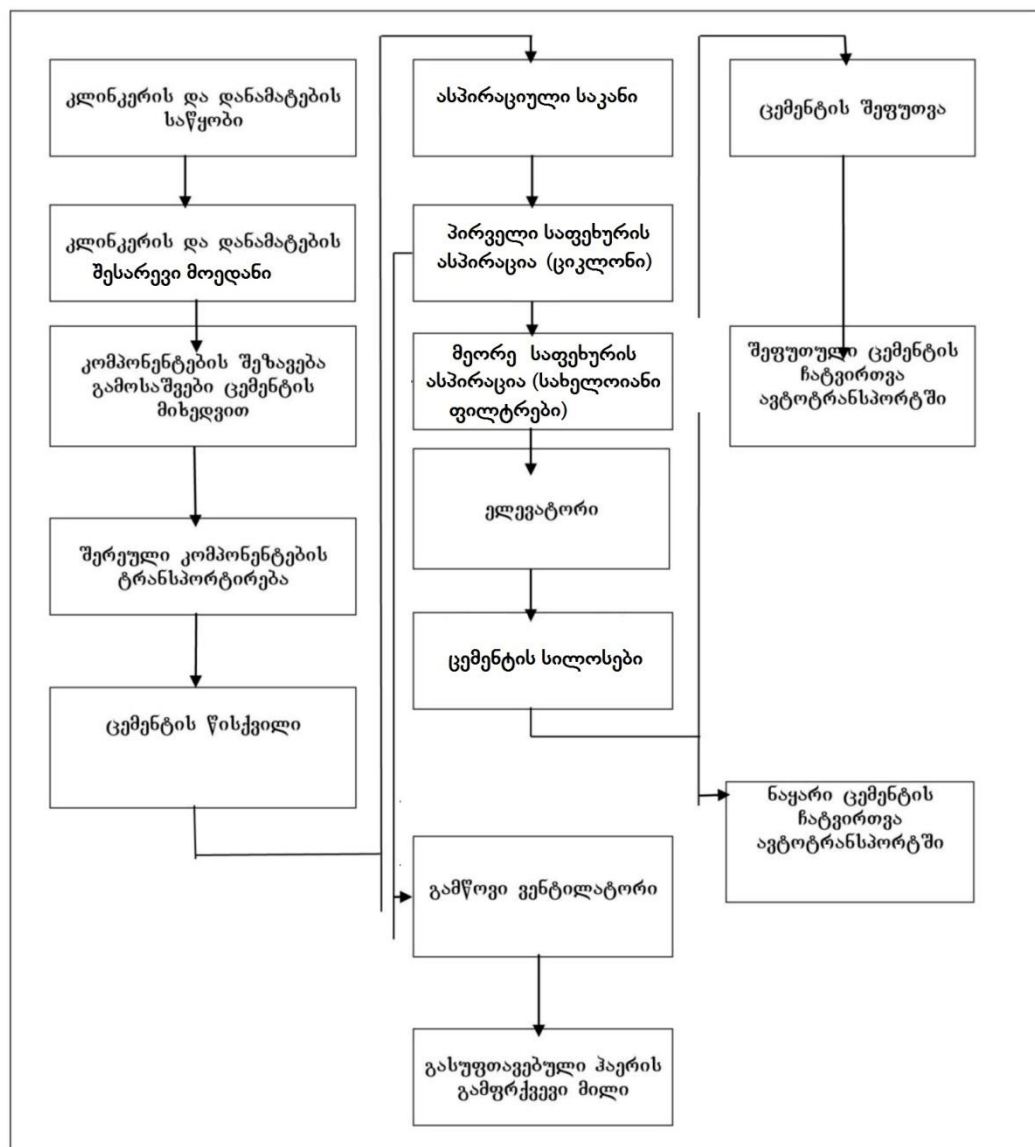 კლინკერის და დანამატების
საწყობი
კლინკერის და დანამატების
შესარევი მოედანი
კომპონენტების შეზავება
გამოსაშვები ცემენტის
მიხედვით
შერეული კომპონენტების
ტრანსპორტირება
ცემენტის წისქვილი
ასპირაციული საკანი
პირველი საფეხურის
ასპირაცია (ციკლონი)
მეორე საფეხურის
ასპირაცია (სახელოიანი
ფილტრები)
ელევატორი
ცემენტის სილოსები
გამწოვი ვენტილატორი
გასუფთავებული ჰაერის
გამფრქვევი მილი
ცემენტის შეფუთვა
შეფუთული ცემენტის
ჩატვირთვა
ავტოტრანსპორტში
ნაყარი ცემენტის
ჩატვირთვა
ავტოტრანსპორტში